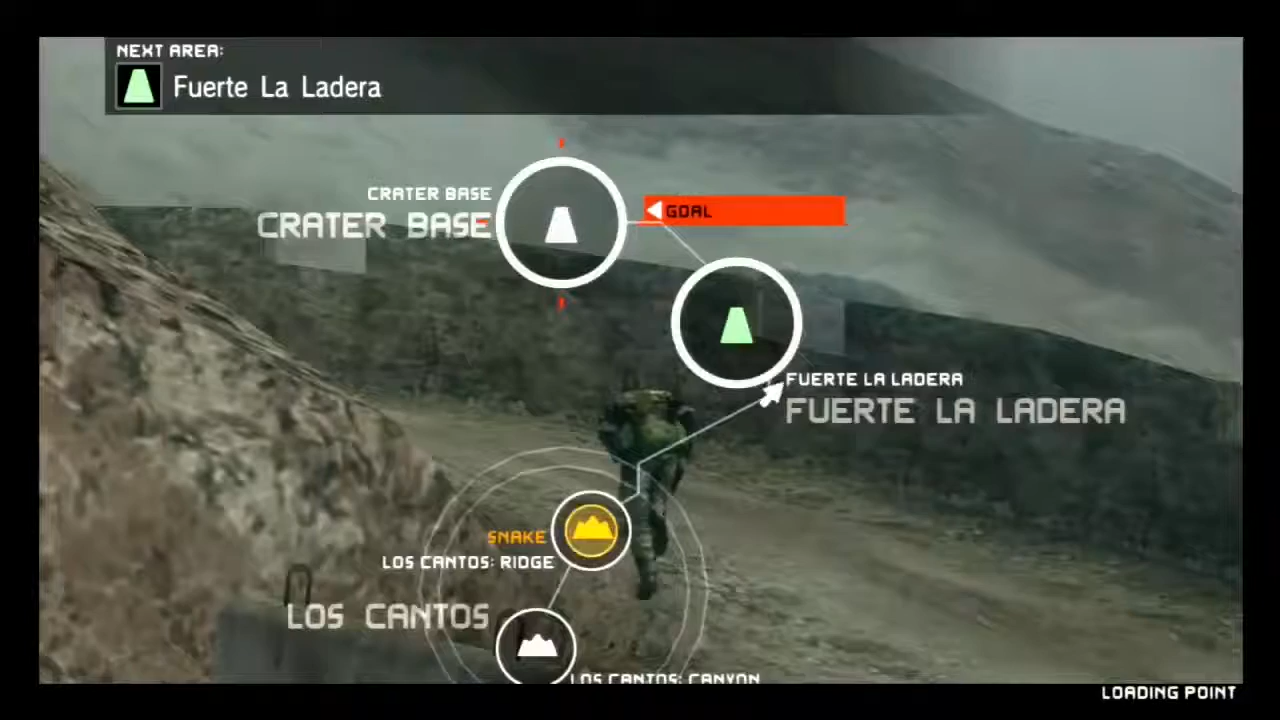 NEXT AREA:
Fuerte La Ladera
CRATER BASE
CRATER BASE
GOAL
FUERTE LA LADERA
FUERTE LA LADERA
SNAKE
LOS CANTOS: RIDGE
LOS CANTOS
LOS CANTOS: CANYON
LOADING POINT